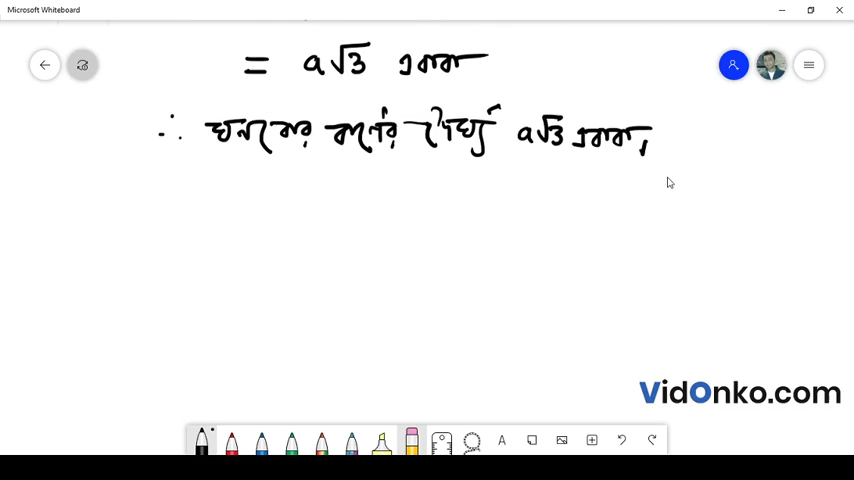 Microsoft Whiteboard
= a√3 একক
∴ ঘনকের কর্ণের দৈর্ঘ্য a√3 একক,
VidOnko.com
A